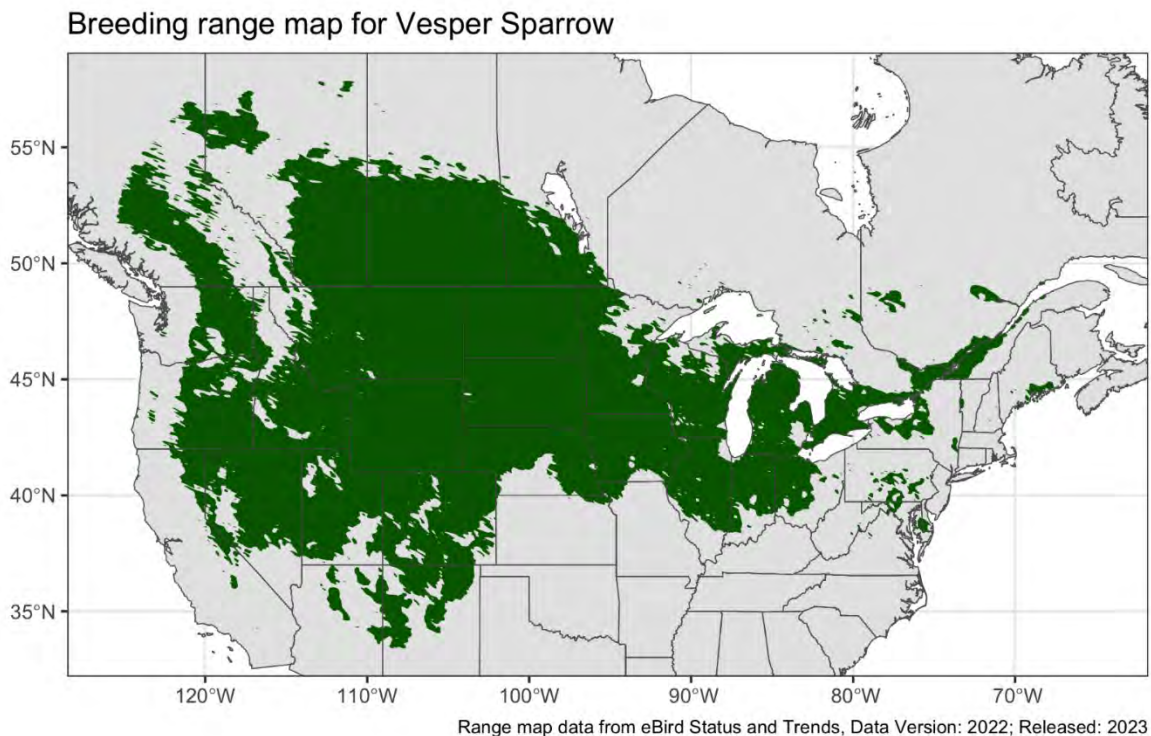 Breeding range map for Vesper Sparrow
55°N
50°N
45°N
40°N
35°N
120°W 110°W 100°W 90°W 80°W 70°W
Range map data from eBird Status and Trends, Data Version: 2022; Released: 2023